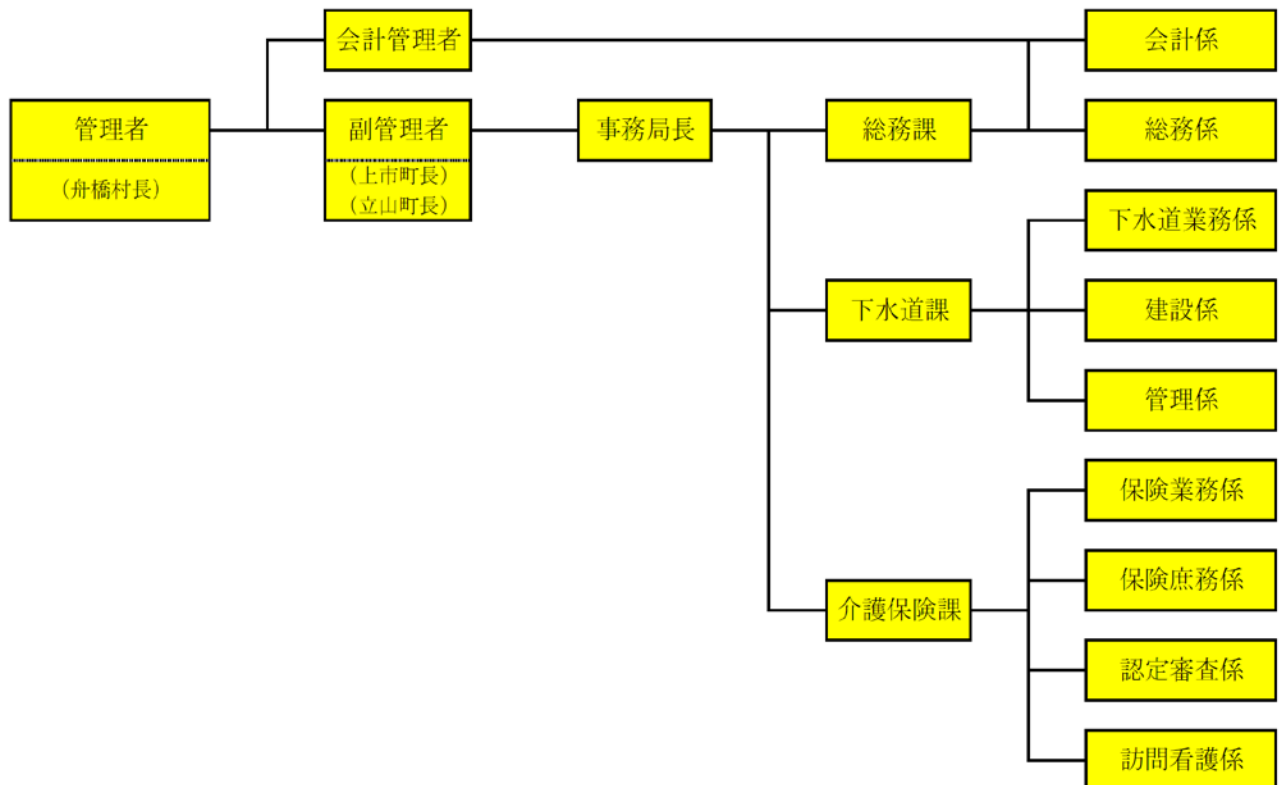 会計管理者
会計係
管理者
副管理者
事務局長
総務課
総務係
(舟橋村長)
(上市町長)
(立山町長)
下水道業務係
下水道課
建設係
管理係
保険業務係
保険庶務係
介護保険課
認定審査係
訪問看護係